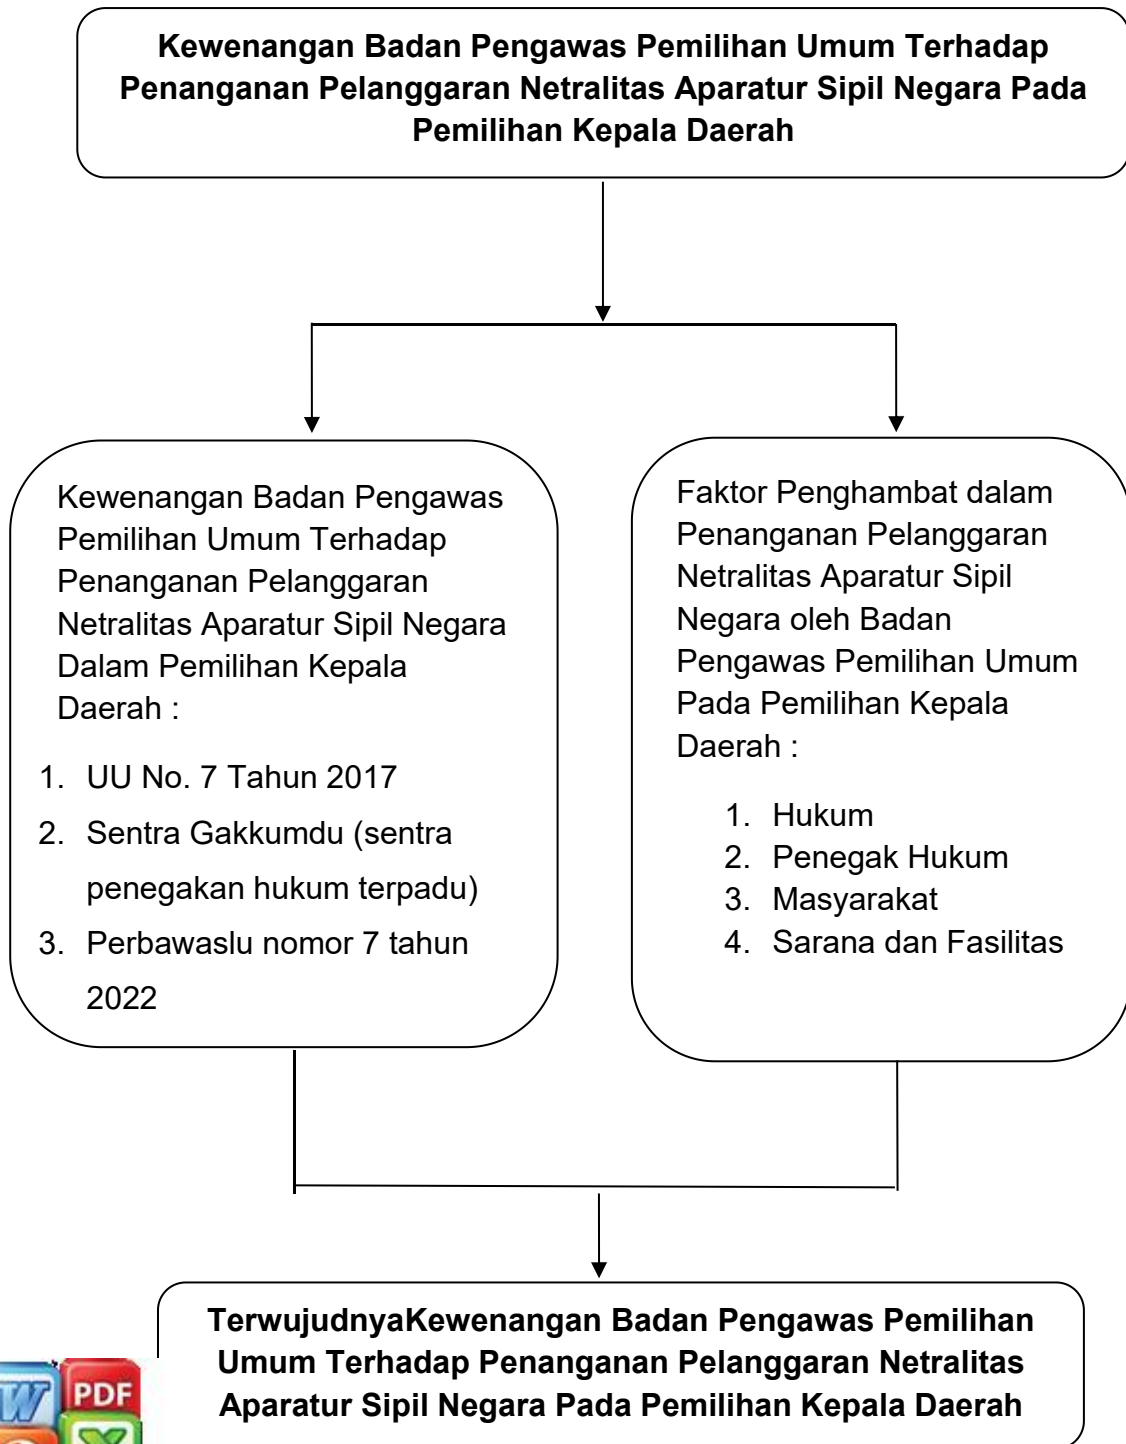 Kewenangan Badan Pengawas Pemilihan Umum Terhadap
Penanganan Pelanggaran Netralitas Aparatur Sipil Negara Pada
Pemilihan Kepala Daerah
Kewenangan Badan Pengawas
Pemilihan Umum Terhadap
Penanganan Pelanggaran
Netralitas Aparatur Sipil Negara
Dalam Pemilihan Kepala
Daerah :
1. UU No. 7 Tahun 2017
2. Sentra Gakkumdu (sentra
penegakan hukum terpadu)
3. Perbawaslu nomor 7 tahun
2022
Faktor Penghambat dalam
Penanganan Pelanggaran
Netralitas Aparatur Sipil
Negara oleh Badan
Pengawas Pemilihan Umum
Pada Pemilihan Kepala
Daerah :
1. Hukum
2. Penegak Hukum
3. Masyarakat
4. Sarana dan Fasilitas
TerwujudnyaKewenangan Badan Pengawas Pemilihan
Umum Terhadap Penanganan Pelanggaran Netralitas
Aparatur Sipil Negara Pada Pemilihan Kepala Daerah
W PDF